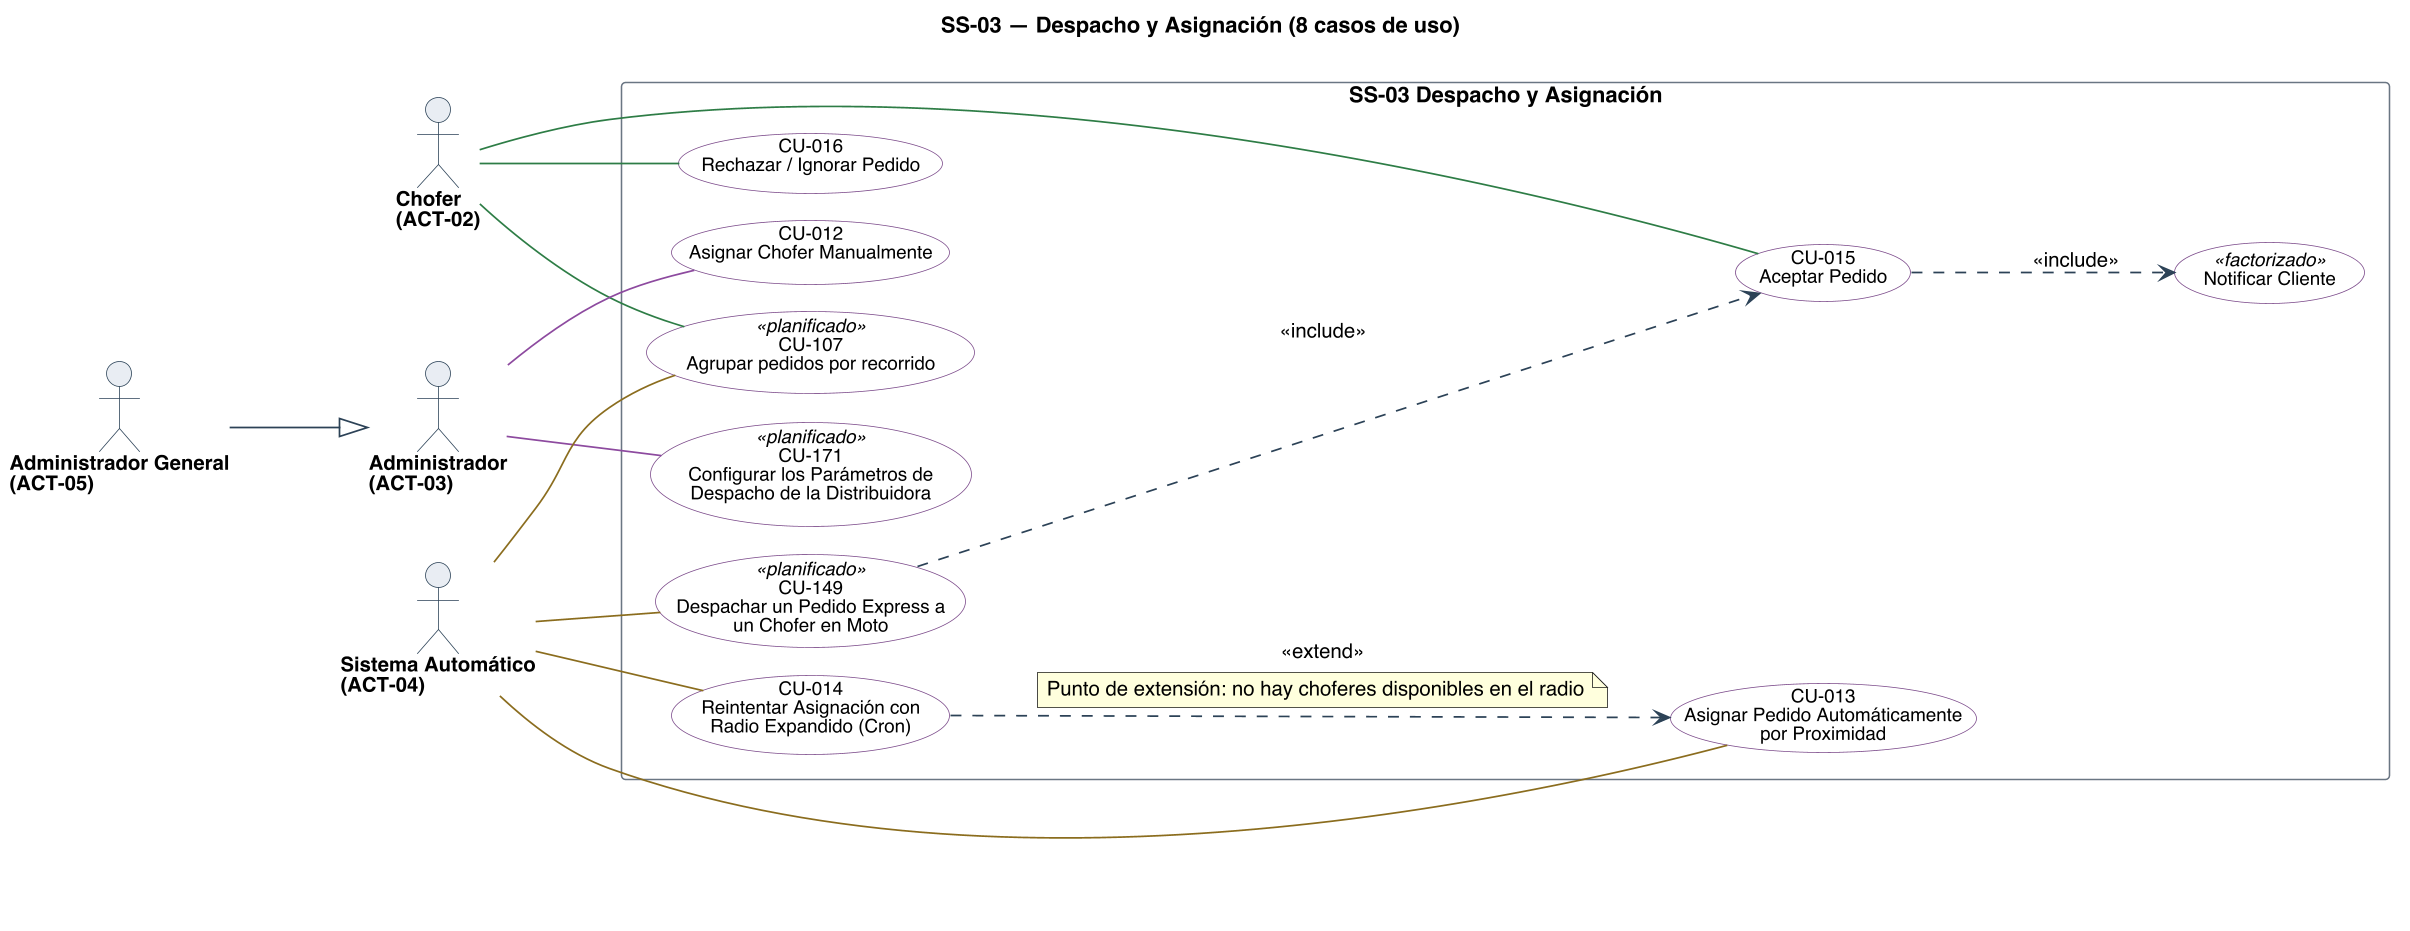 SS-03 — Despacho y Asignación (8 casos de uso)
SS-03 Despacho y Asignación
Chofer
(ACT-02)
CU-016
Rechazar / Ignorar Pedido
CU-012
Asignar Chofer Manualmente
CU-015
Aceptar Pedido
«include»
«factorizado»
Notificar Cliente
«include»
«planificado»
CU-107
Agrupar pedidos por recorrido
Administrador General
(ACT-05)
Administrador
(ACT-03)
«planificado»
CU-171
Configurar los Parámetros de
Despacho de la Distribuidora
«planificado»
CU-149
Despachar un Pedido Express a
un Chofer en Moto
Sistema Automático
(ACT-04)
«extend»
Punto de extensión: no hay choferes disponibles en el radio
CU-014
Reintentar Asignación con
Radio Expandido (Cron)
CU-013
Asignar Pedido Automáticamente
por Proximidad